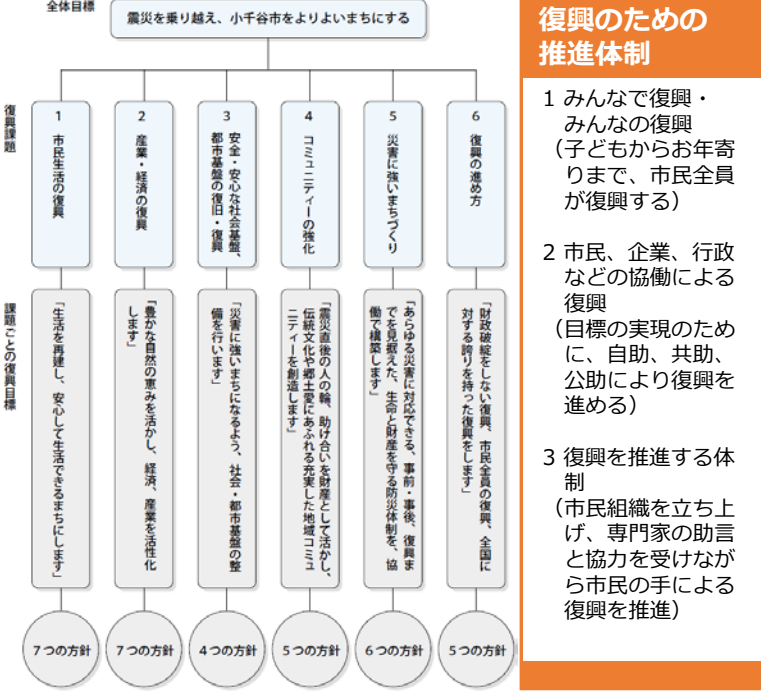 全体目標
震災を乗り越え、小千谷市をよりよいまちにする
復興課題
1
市民生活の復興
2
産業・経済の復興
3
安全・安心な社会基盤、
都市基盤の復旧・復興
4
コミュニティーの強化
5
災害に強いまちづくり
6
復興の進め方
課題ごとの復興目標
「生活を再建し、安心して生活できるまちにします」
「豊かな自然の恵みを活かし、経済、産業を活性化
します」
「災害に強いまちになるよう、社会・都市基盤の整
備を行います」
「震災直後の人の輪、助け合いを財産として活かし、
伝統文化や郷土愛にあふれる充実した地域コミュ
ニティーを創造します」
「あらゆる災害に対応できる、事前・事後、復興ま
でを見据えた、生命と財産を守る防災体制を、協
働で構築します」
「財政破綻をしない復興、市民全員の復興、全国に
対する誇りを持った復興をします」
7つの方針
7つの方針
4つの方針
5つの方針
6つの方針
5つの方針
復興のための
推進体制
1 みんなで復興・
みんなの復興
（子どもからお年寄
りまで、市民全員
が復興する）
2 市民、企業、行政
などの協働による
復興
（目標の実現のため
に、自助、共助、
公助により復興を
進める）
3 復興を推進する体
制
（市民組織を立ち上
げ、専門家の助言
と協力を受けなが
ら市民の手による
復興を推進）